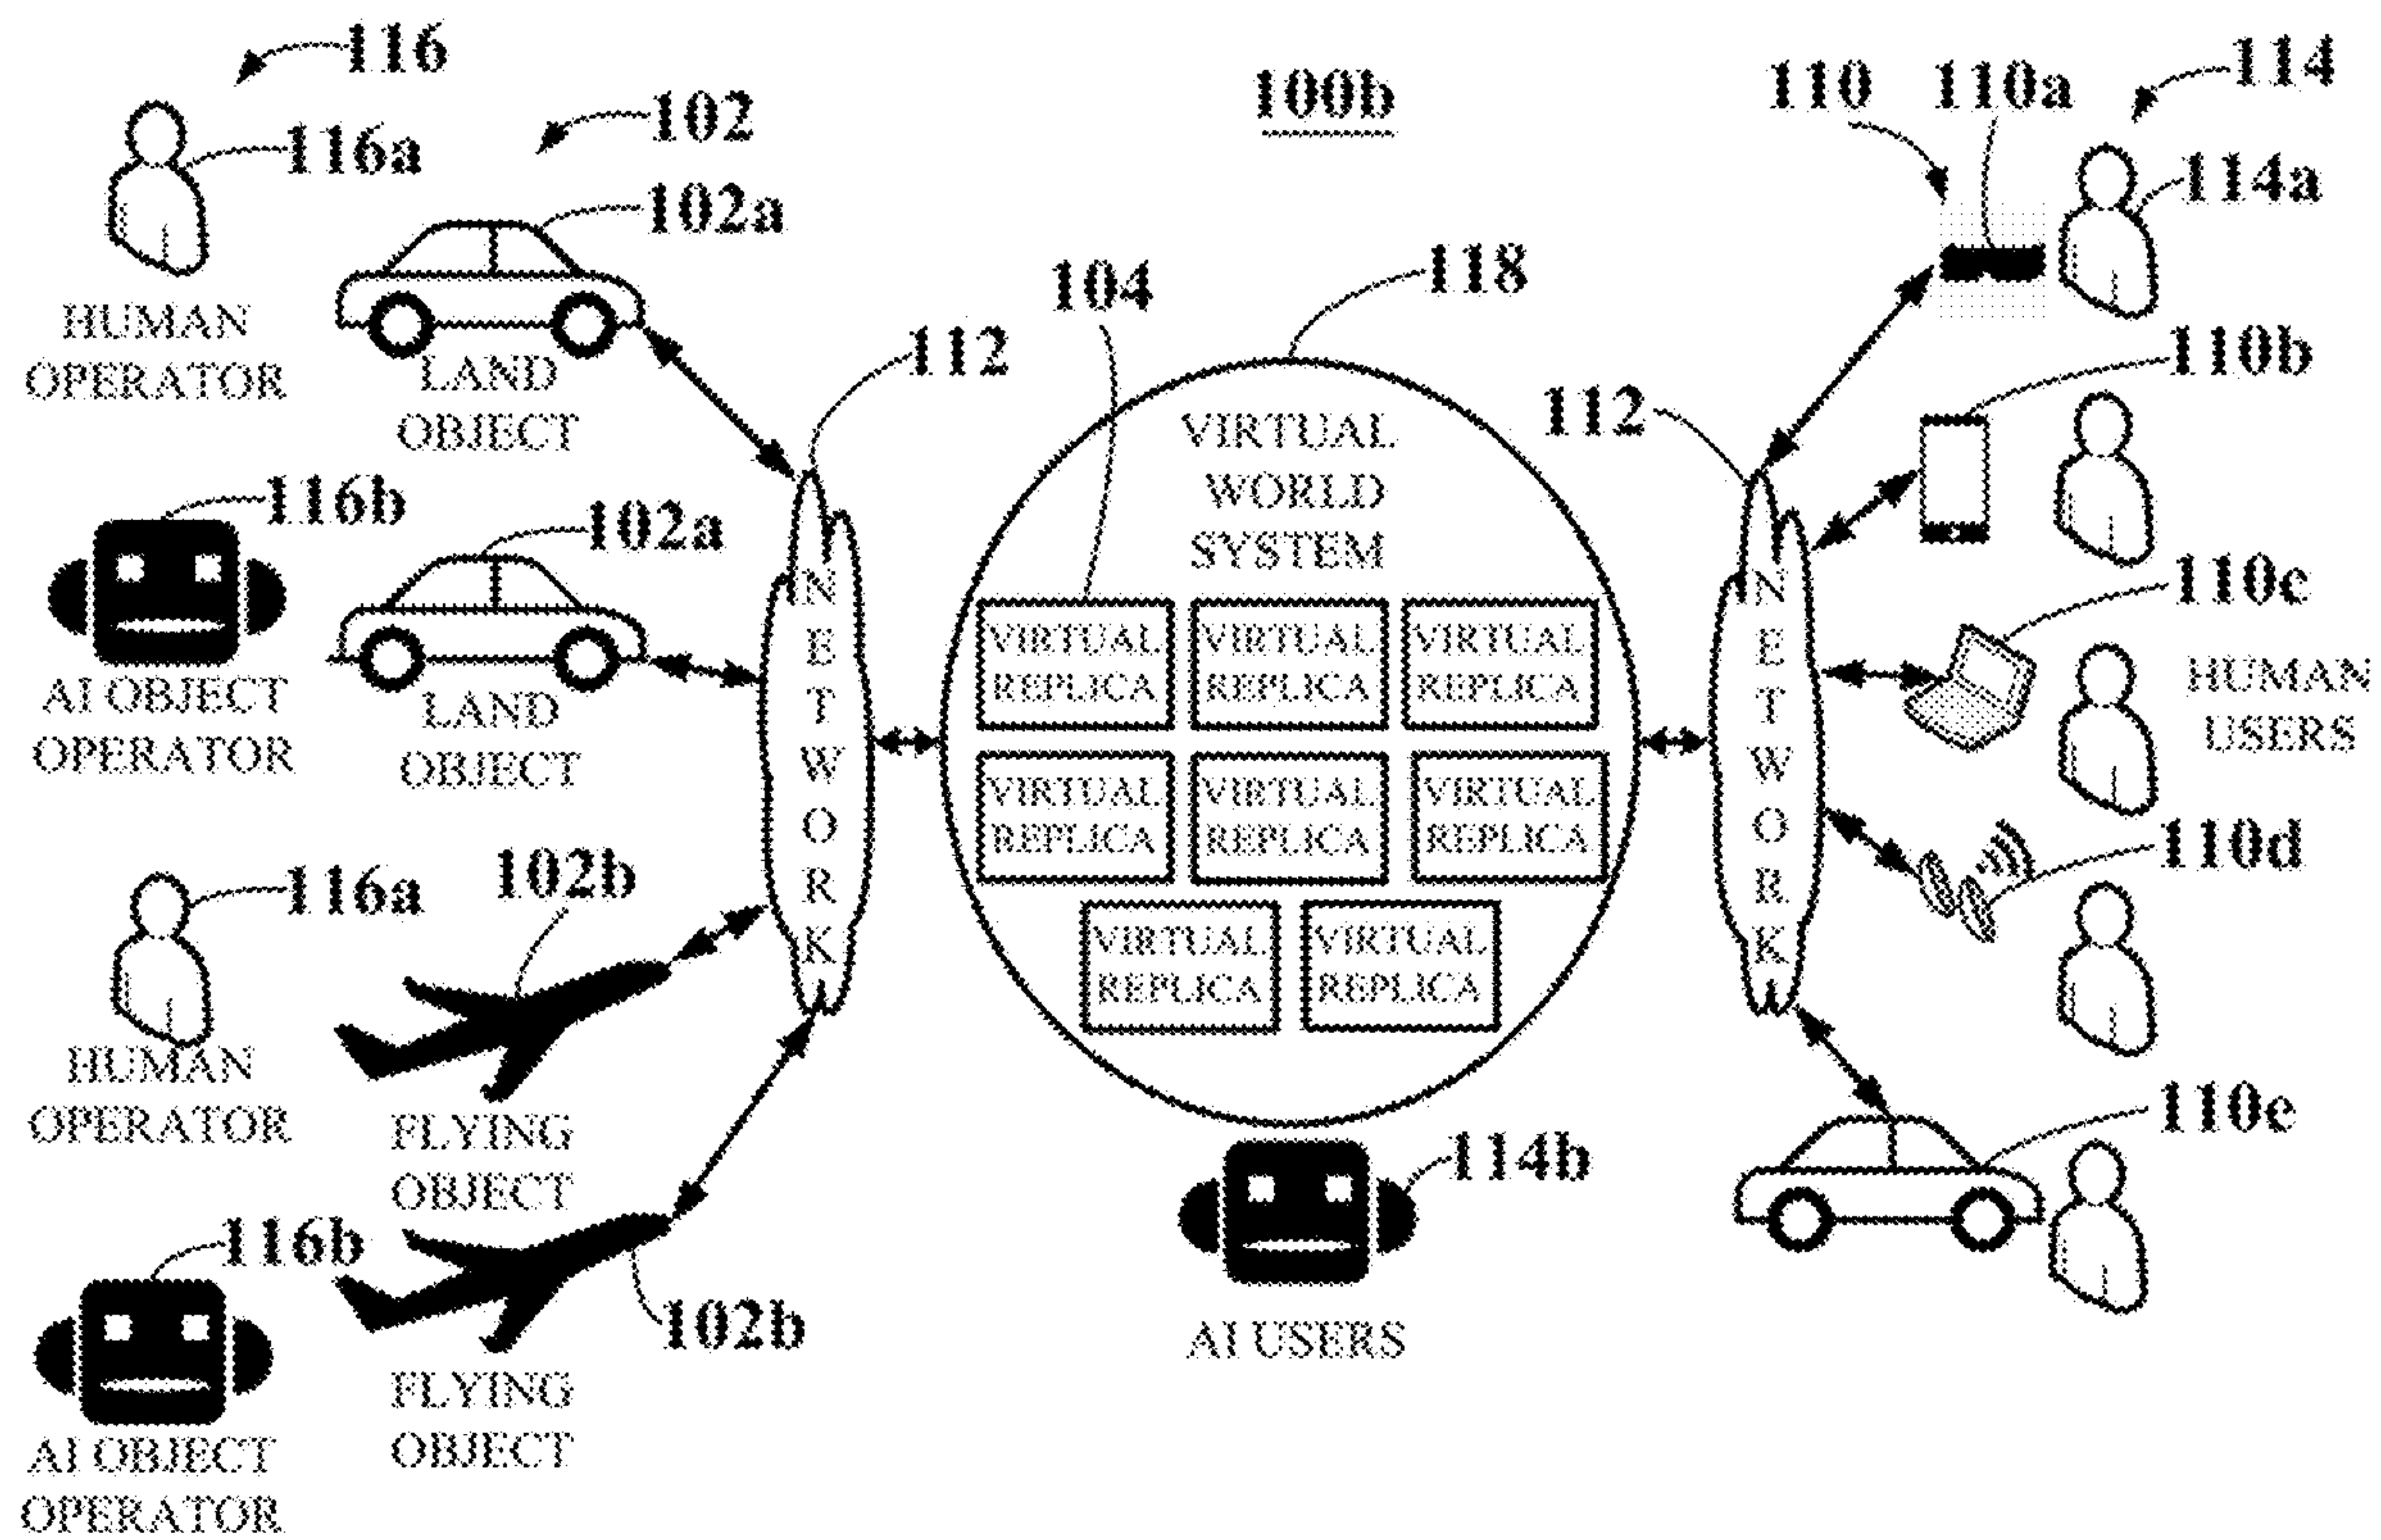 116
102
100b
110
110a
114
116a
102a
114a
HUMAN
OPERATOR
LAND
OBJECT
104
118
112
110b
112
VIRTUAL
WORLD
SYSTEM
116b
102a
AI OBJECT
OPERATOR
LAND
OBJECT
N
E
T
W
O
R
K
VIRTUAL
REPLICA
VIRTUAL
REPLICA
VIRTUAL
REPLICA
VIRTUAL
REPLICA
VIRTUAL
REPLICA
VIRTUAL
REPLICA
VIRTUAL
REPLICA
VIRTUAL
REPLICA
N
E
T
W
O
R
K
110c
HUMAN
USERS
110d
116a
102b
HUMAN
OPERATOR
FLYING
OBJECT
110e
114b
AI USERS
116b
102b
AI OBJECT
OPERATOR
FLYING
OBJECT